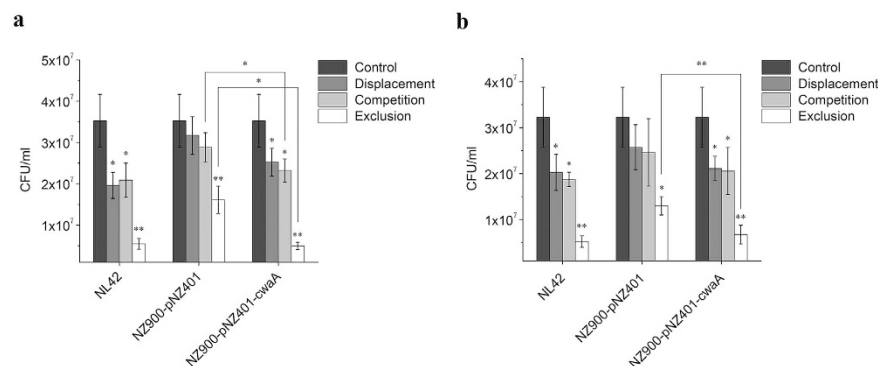 a
5x10⁷
4x10⁷
3x10⁷
2x10⁷
1x10⁷
CFU/ml
Control
Displacement
Competition
Exclusion
*
*
* *
**
**
* *
**
NL42
NZ900-pNZ401
NZ900-pNZ401-cwaA
b
4x10⁷
3x10⁷
2x10⁷
1x10⁷
CFU/ml
Control
Displacement
Competition
Exclusion
**
* *
**
*
* *
**
NL42
NZ900-pNZ401
NZ900-pNZ401-cwaA